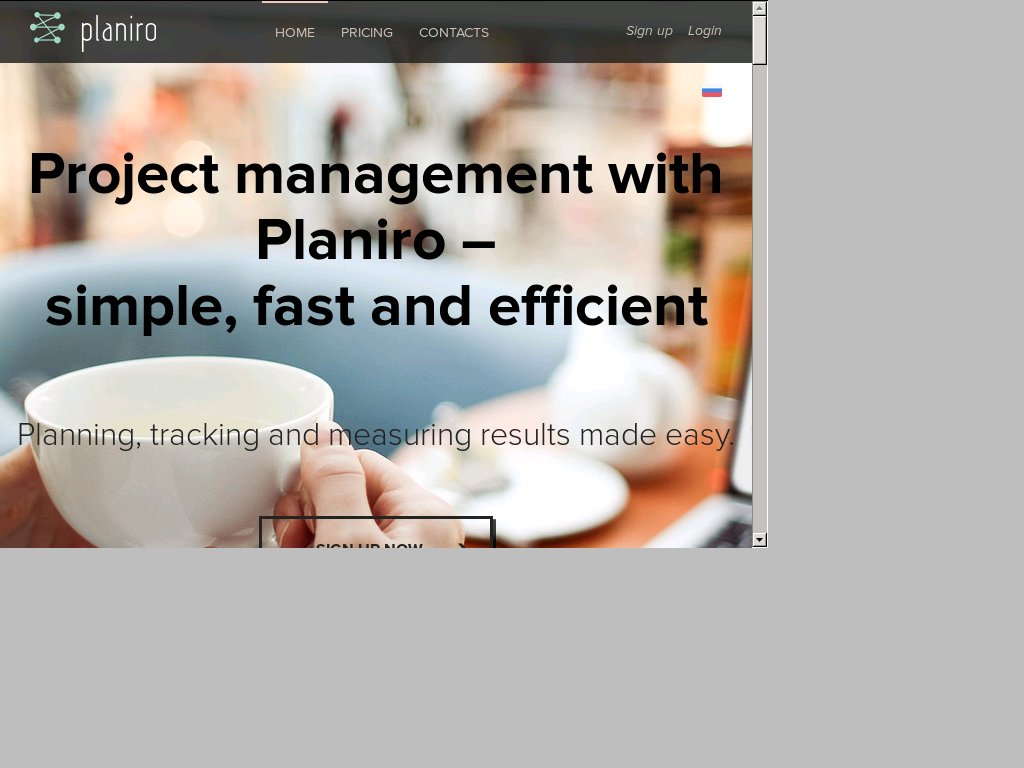 planiro
HOME PRICING CONTACTS
Sign up Login
Project management with
Planiro –
simple, fast and efficient
Planning, tracking and measuring results made easy.
SIGN UP NOW